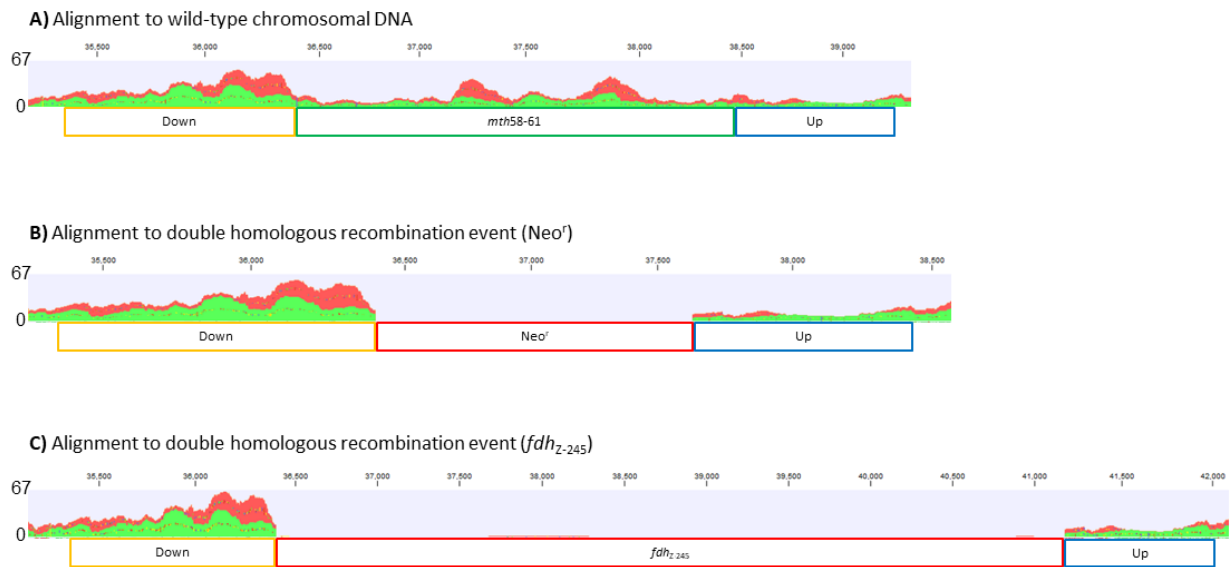 A) Alignment to wild-type chromosomal DNA
35,500 36,000 36,500 37,000 37,500 38,000 38,500 39,000
67
0
Down mth58-61 Up
B) Alignment to double homologous recombination event (Neoʳ)
35,500 36,000 36,500 37,000 37,500 38,000 38,500
67
0
Down Neoʳ Up
C) Alignment to double homologous recombination event (fdhZ-245)
35,500 36,000 36,500 37,000 37,500 38,000 38,500 39,000 39,500 40,000 40,500 41,000 41,500 42,000
67
0
Down fdhZ 245 Up